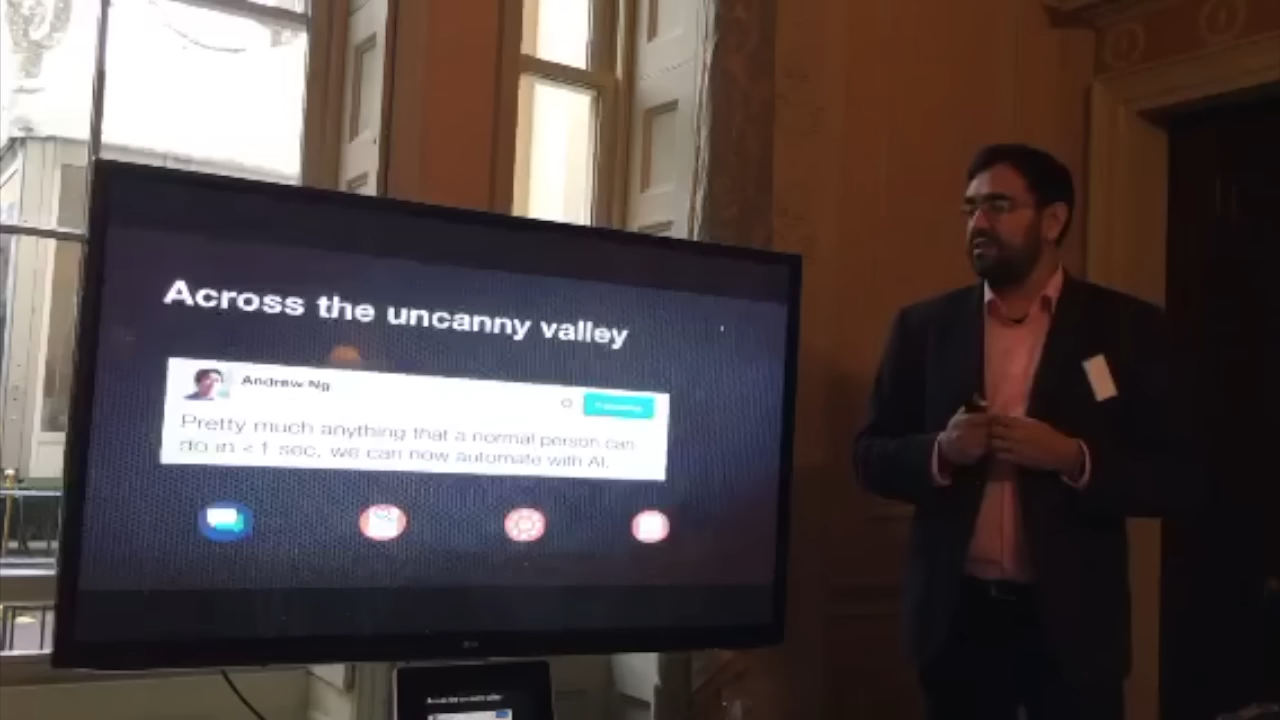 Across the uncanny valley
Andrew Ng
Pretty much anything that a normal person can
do in <1 sec, we can now automate with AI.